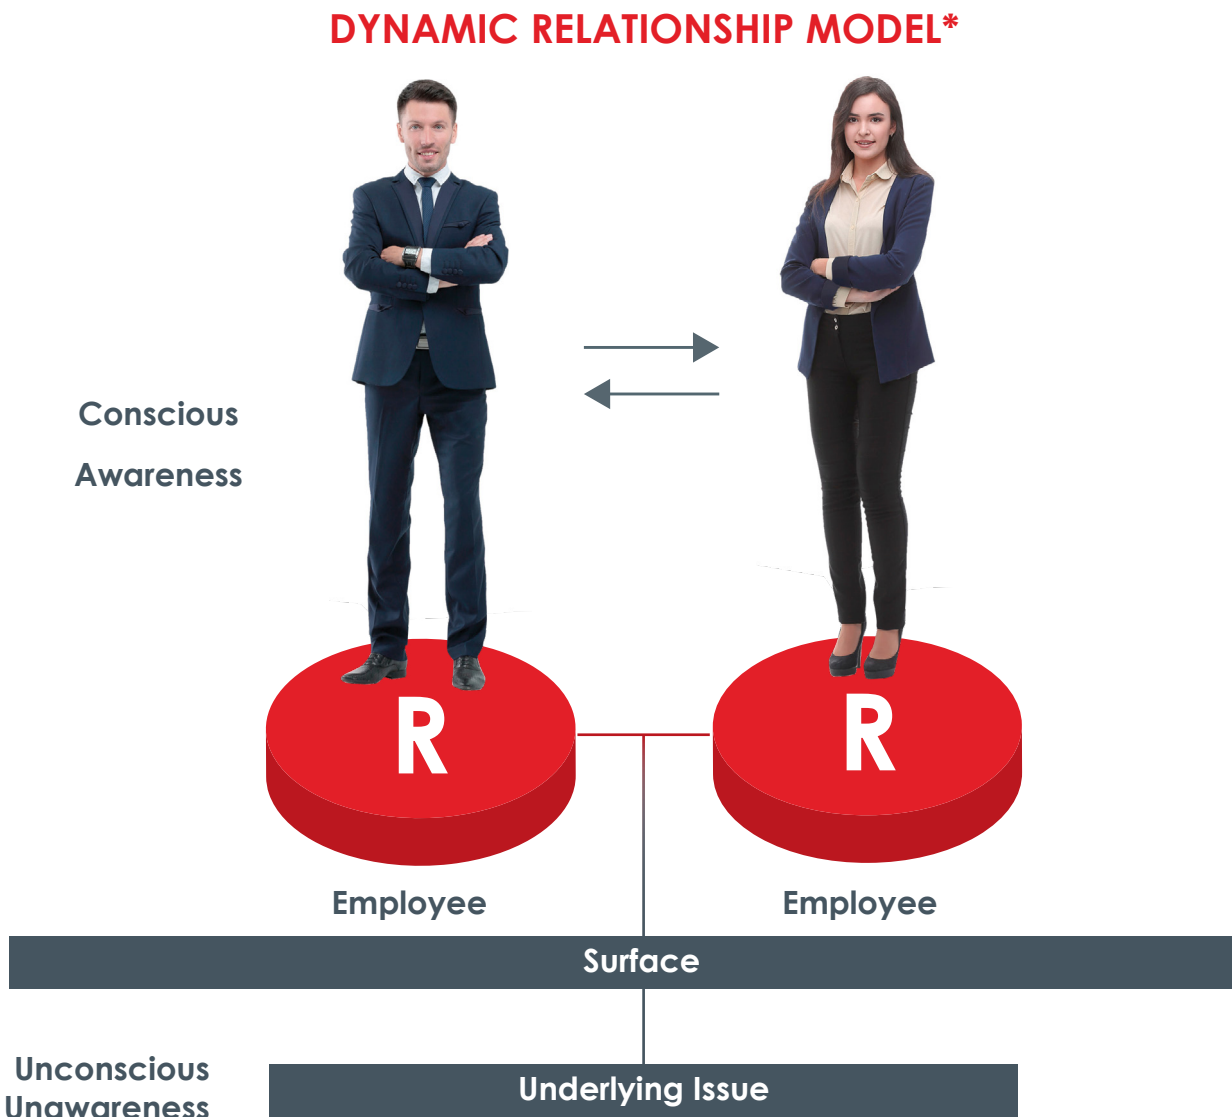 DYNAMIC RELATIONSHIP MODEL*
Conscious
Awareness
R
R
Employee
Employee
Surface
Unconscious
Unawareness
Underlying Issue